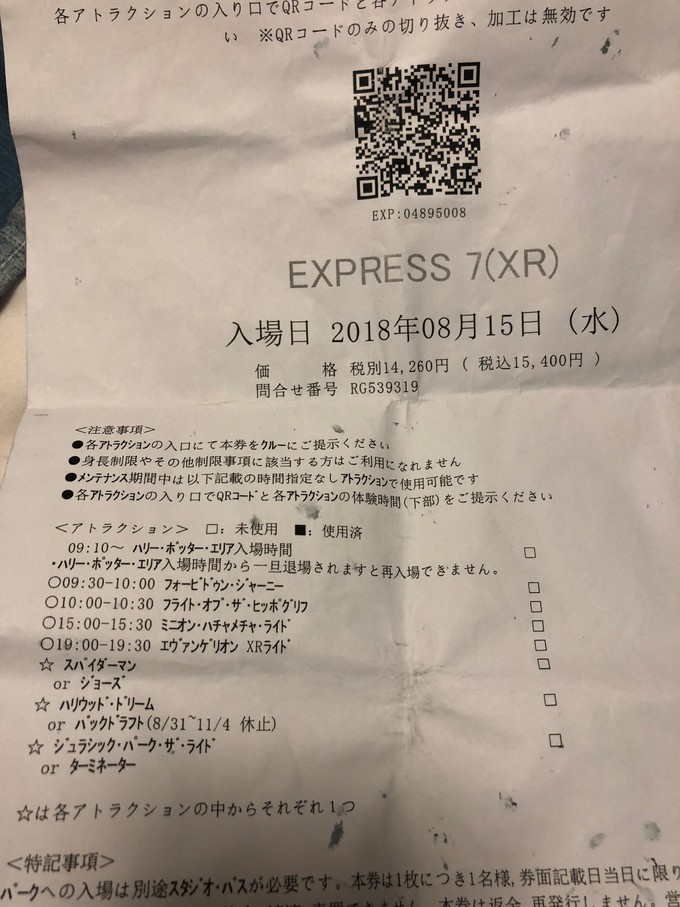 各アトラクションの入り口でQRコードと各アト
い　※QRコードのみの切り抜き、加工は無効です
EXP:04895008
EXPRESS 7(XR)
入場日 2018年08月15日 (水)
価　　　格 税別14,260円 ( 税込15,400円 )
問合せ番号 RG539319
<注意事項>
●各ｱﾄﾗｸｼｮﾝの入口にて本券をｸﾙｰにご提示ください
●身長制限やその他制限事項に該当する方はご利用になれません
●ﾒﾝﾃﾅﾝｽ期間中は以下記載の時間指定なしｱﾄﾗｸｼｮﾝで使用可能です
●各ｱﾄﾗｸｼｮﾝの入り口でQRｺｰﾄﾞと各ｱﾄﾗｸｼｮﾝの体験時間(下部)をご提示ください
<アトラクション> □: 未使用 ■: 使用済
09:10～ ﾊﾘｰ･ﾎﾟｯﾀｰ･ｴﾘｱ入場時間 □
・ﾊﾘｰ･ﾎﾟｯﾀｰ･ｴﾘｱ入場時間から一旦退場されますと再入場できません。
○09:30-10:00 ﾌｫｰﾋﾞﾄﾞｩﾝ･ｼﾞｬｰﾆｰ □
○10:00-10:30 ﾌﾗｲﾄ･ｵﾌﾞ･ｻﾞ･ﾋｯﾎﾟｸﾞﾘﾌ □
○15:00-15:30 ﾐﾆｵﾝ･ﾊﾁｬﾒﾁｬ･ﾗｲﾄﾞ □
○19:00-19:30 ｴｳﾞｧﾝｹﾞﾘｵﾝ XRﾗｲﾄﾞ □
☆ ｽﾊﾟｲﾀﾞｰﾏﾝ □
or ｼﾞｮｰｽﾞ
☆ ﾊﾘｳｯﾄﾞ･ﾄﾞﾘｰﾑ □
or ﾊﾞｯｸﾄﾞﾗﾌﾄ(8/31~11/4 休止)
☆ ｼﾞｭﾗｼｯｸ･ﾊﾟｰｸ･ｻﾞ･ﾗｲﾄﾞ □
or ﾀｰﾐﾈｰﾀｰ
☆は各アトラクションの中からそれぞれ1つ
<特記事項>
ﾊﾟｰｸへの入場は別途ｽﾀｼﾞｵ･ﾊﾟｽが必要です。本券は1枚につき1名様,券面記載日当日に限り
できません。本券は返金、再発行しません。営